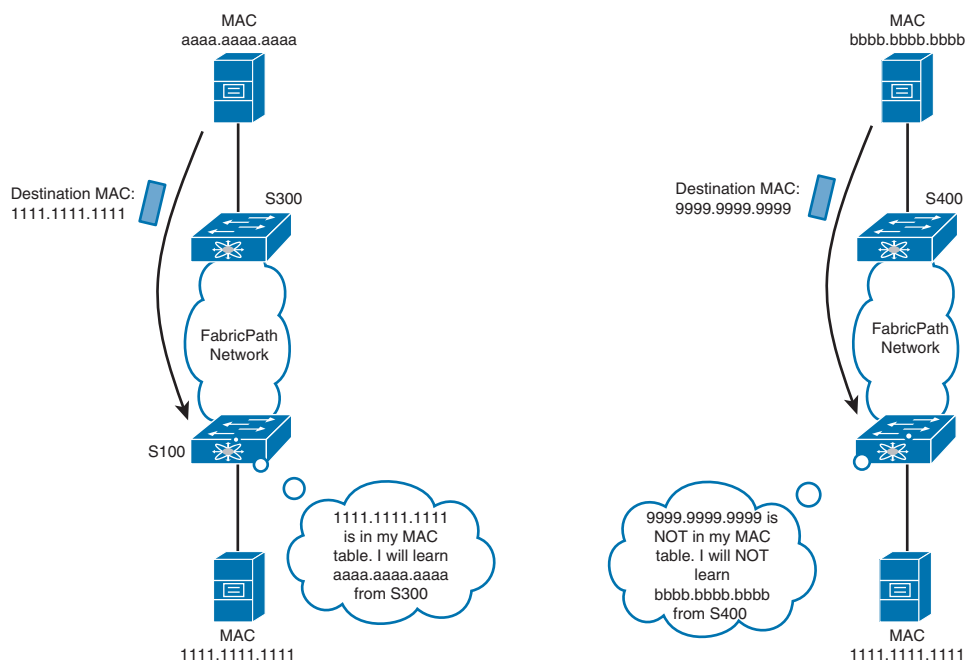 MAC
aaaa.aaaa.aaaa
Destination MAC:
1111.1111.1111
S300
FabricPath
Network
S100
1111.1111.1111
is in my MAC
table. I will learn
aaaa.aaaa.aaaa
from S300
MAC
1111.1111.1111
MAC
bbbb.bbbb.bbbb
Destination MAC:
9999.9999.9999
S400
FabricPath
Network
9999.9999.9999 is
NOT in my MAC
table. I will NOT
learn
bbbb.bbbb.bbbb
from S400
MAC
1111.1111.1111